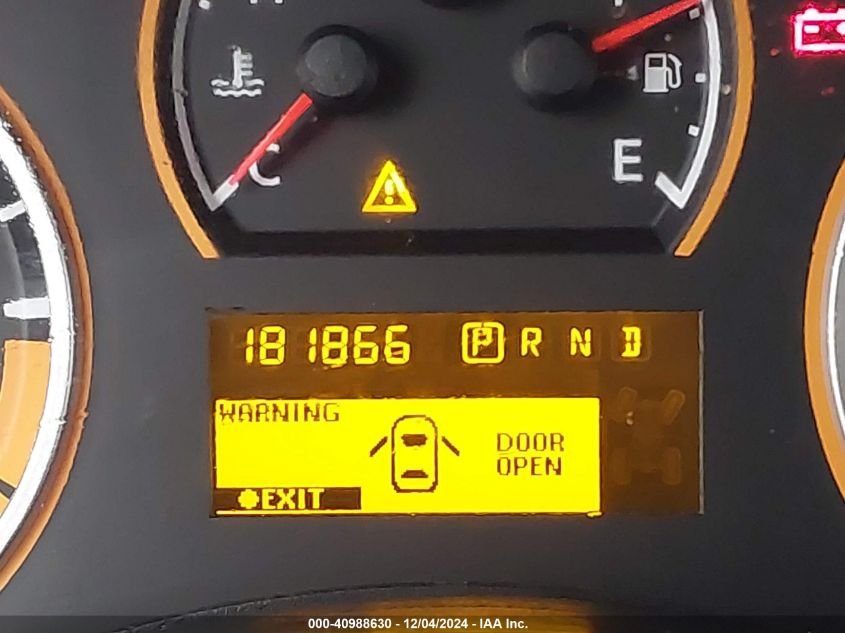 C
E
181866 P R N D
WARNING
DOOR
OPEN
EXIT
000-40988630 - 12/04/2024 - IAA Inc.